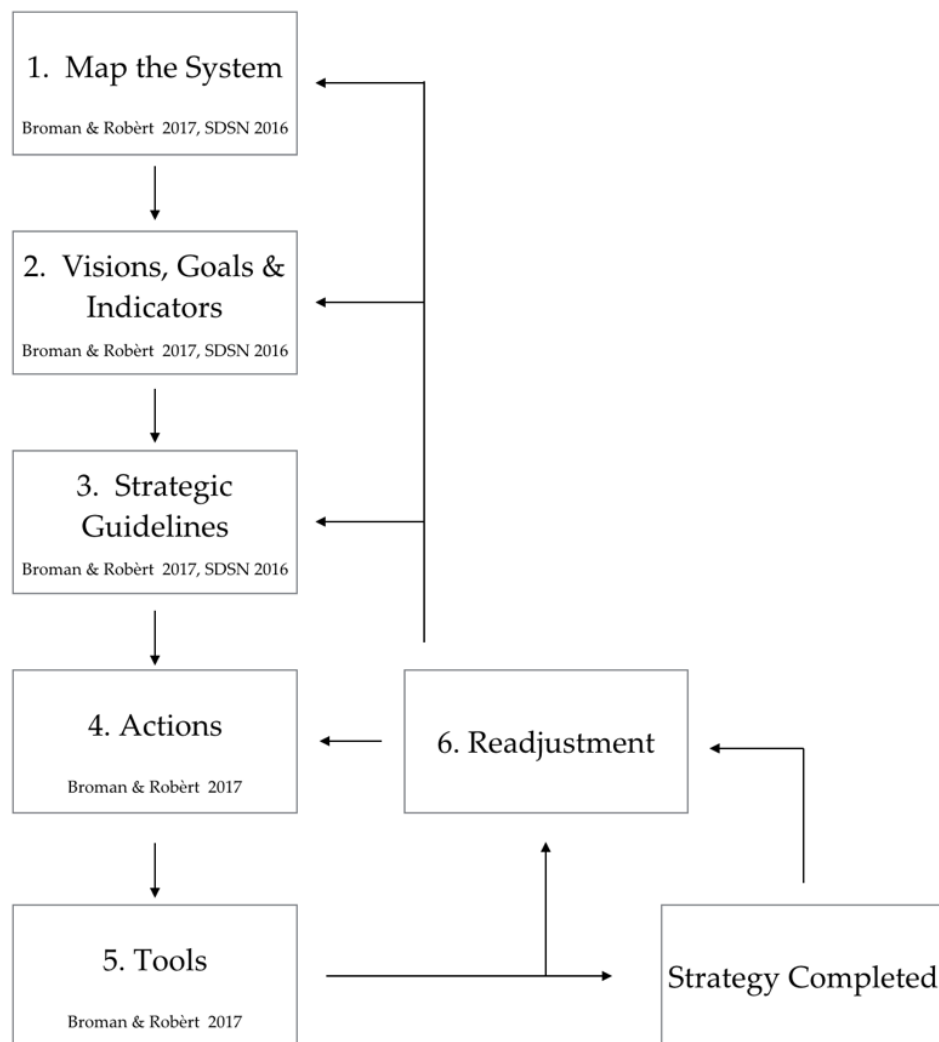 1. Map the System
Broman & Robèrt 2017, SDSN 2016
2. Visions, Goals &
Indicators
Broman & Robèrt 2017, SDSN 2016
3. Strategic
Guidelines
Broman & Robèrt 2017, SDSN 2016
4. Actions
Broman & Robèrt 2017
6. Readjustment
5. Tools
Broman & Robèrt 2017
Strategy Completed